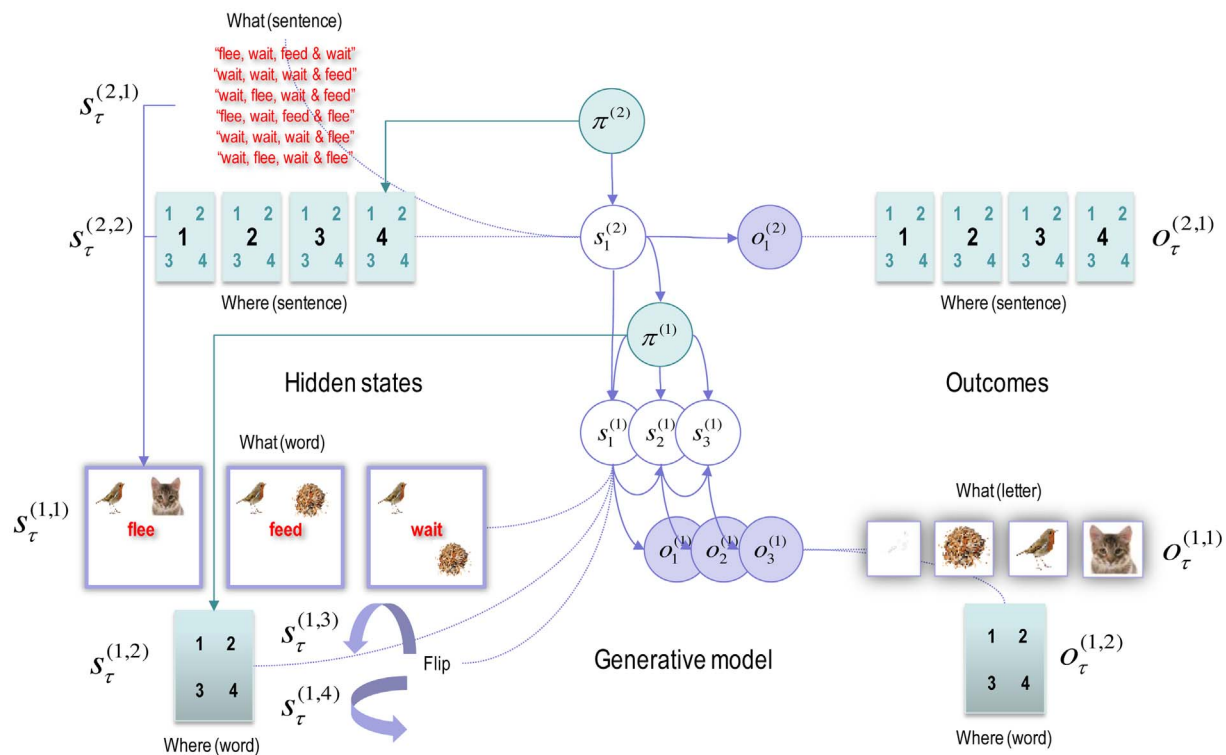 What (sentence)
“flee, wait, feed & wait”
“wait, wait, wait & feed”
“wait, flee, wait & feed”
“flee, wait, feed & flee”
“wait, wait, wait & flee”
“wait, flee, wait & flee”
s_τ^(2,1)
π^(2)
s_τ^(2,2)
1 2 1 3 4
1 2 2 3 4
1 2 3 3 4
1 2 4 3 4
s_1^(2)
o_1^(2)
1 2 1 3 4
1 2 2 3 4
1 2 3 3 4
1 2 4 3 4
O_τ^(2,1)
Where (sentence)
Where (sentence)
π^(1)
Hidden states
Outcomes
What (word)
s_1^(1) s_2^(1) s_3^(1)
s_τ^(1,1)
flee
feed
wait
What (letter)
o_1^(1) o_2^(1) o_3^(1)
O_τ^(1,1)
s_τ^(1,2)
1 2
3 4
s_τ^(1,3)
Flip
s_τ^(1,4)
Where (word)
Generative model
1 2
3 4
O_τ^(1,2)
Where (word)